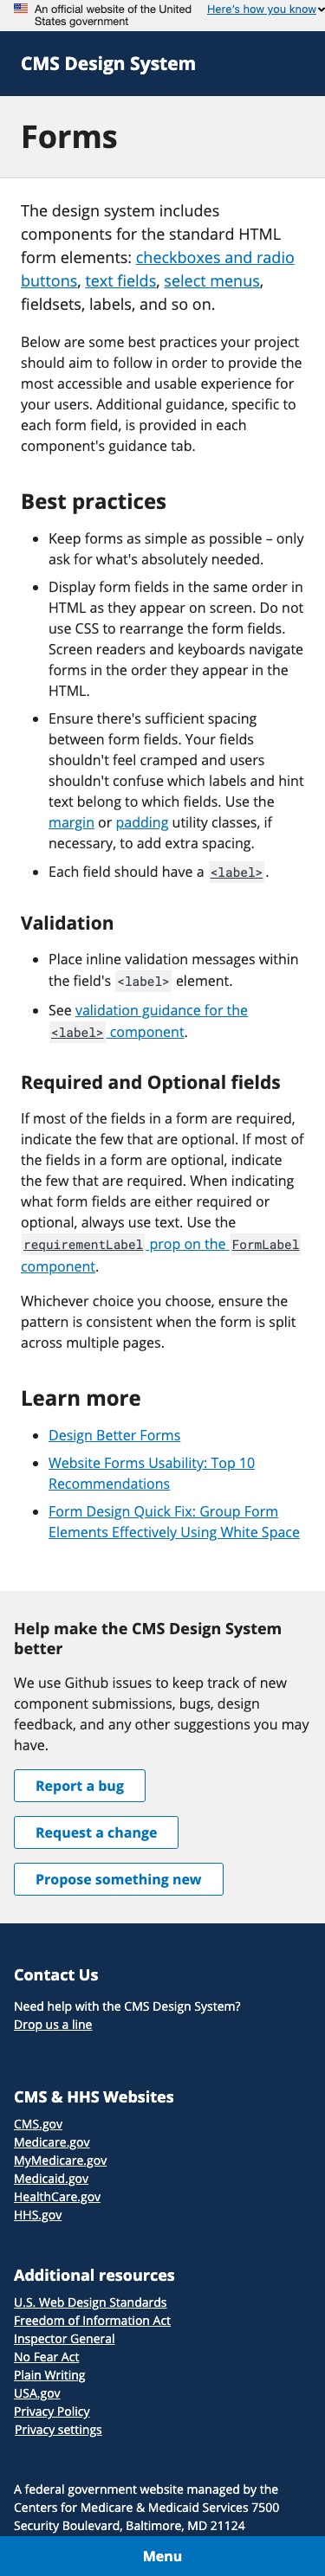 An official website of the United
States government
Here's how you know
CMS Design System
Forms
The design system includes
components for the standard HTML
form elements: checkboxes and radio
buttons, text fields, select menus,
fieldsets, labels, and so on.
Below are some best practices your project
should aim to follow in order to provide the
most accessible and usable experience for
your users. Additional guidance, specific to
each form field, is provided in each
component's guidance tab.
Best practices
Keep forms as simple as possible – only
ask for what's absolutely needed.
Display form fields in the same order in
HTML as they appear on screen. Do not
use CSS to rearrange the form fields.
Screen readers and keyboards navigate
forms in the order they appear in the
HTML.
Ensure there's sufficient spacing
between form fields. Your fields
shouldn't feel cramped and users
shouldn't confuse which labels and hint
text belong to which fields. Use the
margin or padding utility classes, if
necessary, to add extra spacing.
Each field should have a <label>.
Validation
Place inline validation messages within
the field's <label> element.
See validation guidance for the
<label> component.
Required and Optional fields
If most of the fields in a form are required,
indicate the few that are optional. If most of
the fields in a form are optional, indicate
the few that are required. When indicating
what form fields are either required or
optional, always use text. Use the
requirementLabel prop on the FormLabel
component.
Whichever choice you choose, ensure the
pattern is consistent when the form is split
across multiple pages.
Learn more
Design Better Forms
Website Forms Usability: Top 10
Recommendations
Form Design Quick Fix: Group Form
Elements Effectively Using White Space
Help make the CMS Design System
better
We use Github issues to keep track of new
component submissions, bugs, design
feedback, and any other suggestions you may
have.
Report a bug
Request a change
Propose something new
Contact Us
Need help with the CMS Design System?
Drop us a line
CMS & HHS Websites
CMS.gov
Medicare.gov
MyMedicare.gov
Medicaid.gov
HealthCare.gov
HHS.gov
Additional resources
U.S. Web Design Standards
Freedom of Information Act
Inspector General
No Fear Act
Plain Writing
USA.gov
Privacy Policy
Privacy settings
A federal government website managed by the
Centers for Medicare & Medicaid Services 7500
Security Boulevard, Baltimore, MD 21124
Menu